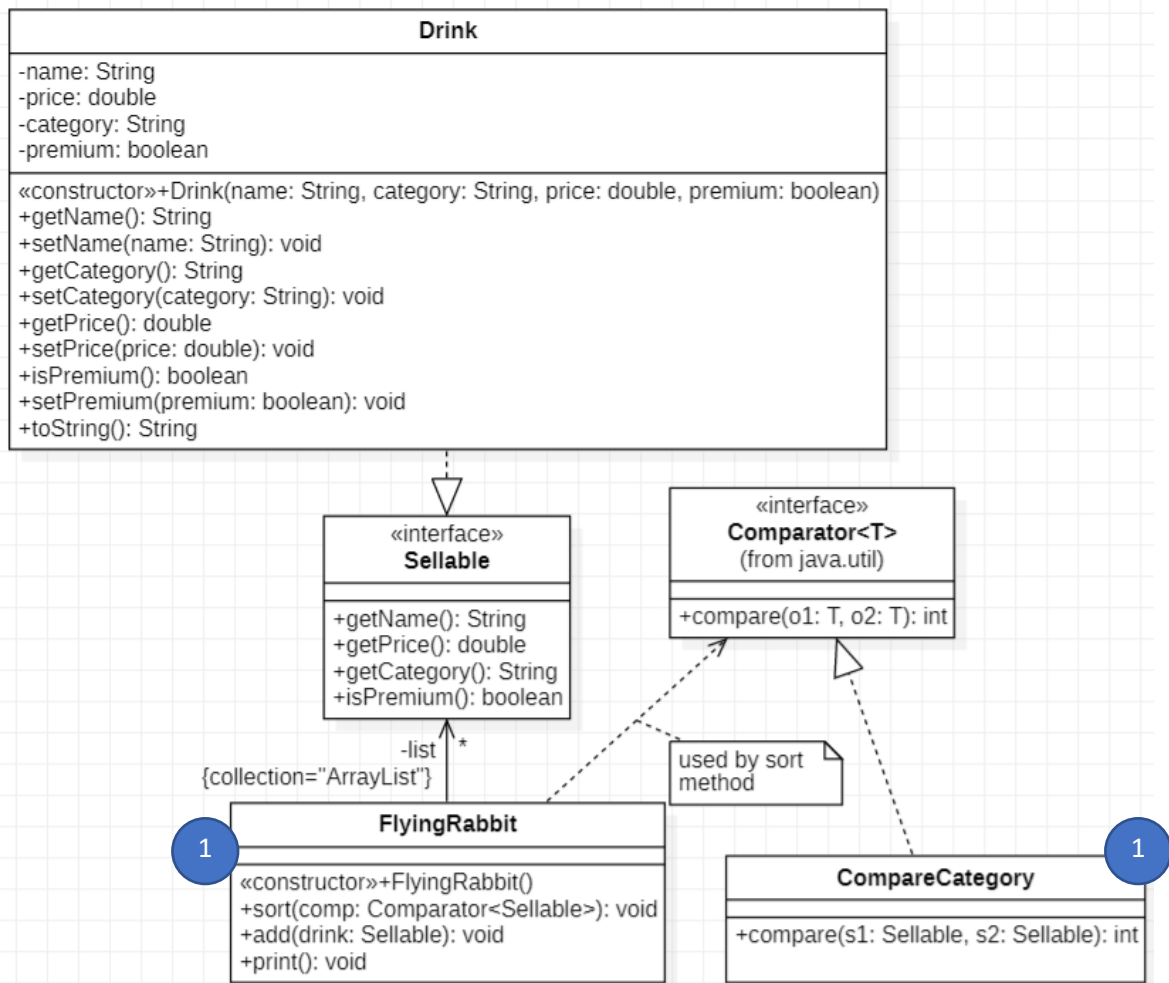 Drink
-name: String
-price: double
-category: String
-premium: boolean
«constructor»+Drink(name: String, category: String, price: double, premium: boolean)
+getName(): String
+setName(name: String): void
+getCategory(): String
+setCategory(category: String): void
+getPrice(): double
+setPrice(price: double): void
+isPremium(): boolean
+setPremium(premium: boolean): void
+toString(): String
«interface»
Sellable
+getName(): String
+getPrice(): double
+getCategory(): String
+isPremium(): boolean
«interface»
Comparator<T>
(from java.util)
+compare(o1: T, o2: T): int
-list
*
{collection="ArrayList"}
used by sort
method
1
FlyingRabbit
«constructor»+FlyingRabbit()
+sort(comp: Comparator<Sellable>): void
+add(drink: Sellable): void
+print(): void
1
CompareCategory
+compare(s1: Sellable, s2: Sellable): int